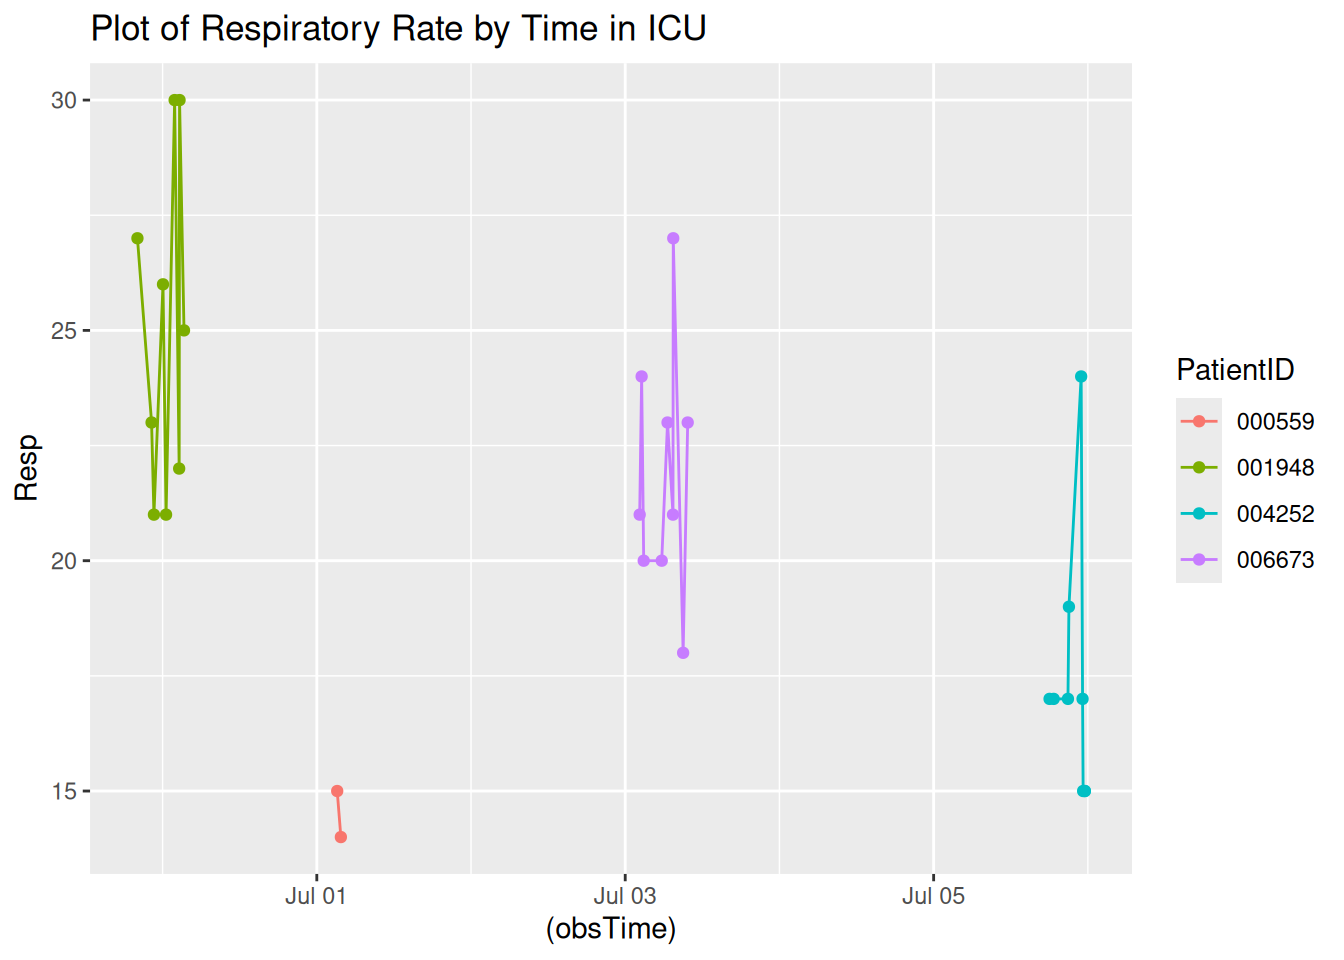 Plot of Respiratory Rate by Time in ICU
30
25
20
15
Resp
Jul 01
Jul 03
Jul 05
(obsTime)
PatientID
000559
001948
004252
006673